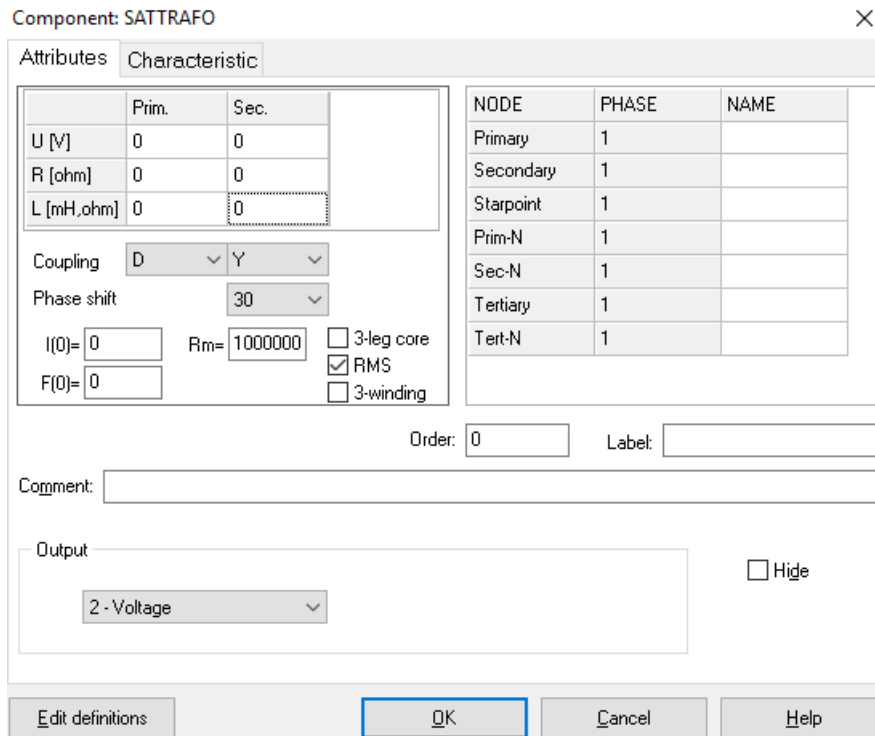 Component: SATTRAFO
Attributes Characteristic
Prim. Sec.
U [V] 0 0
R [ohm] 0 0
L [mH,ohm] 0 0
Coupling D Y
Phase shift 30
I(0)= 0 Rm= 1000000 3-leg core
RMS
F(0)= 0
3-winding
NODE PHASE NAME
Primary 1
Secondary 1
Starpoint 1
Prim-N 1
Sec-N 1
Tertiary 1
Tert-N 1
Order: 0 Label:
Comment:
Output
2 - Voltage
Hide
Edit definitions OK Cancel Help